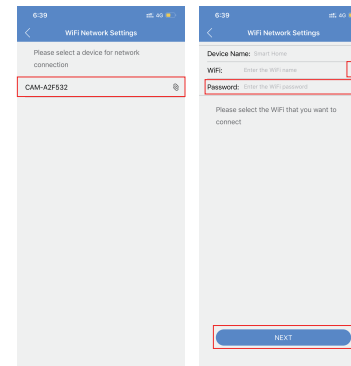 6:39
4G
WiFi Network Settings
Please select a device for network
connection
CAM-A2F532
6:39
4G
WiFi Network Settings
Device Name: Smart Home
WiFi: Enter the WiFi name
Password: Enter the WiFi password
Please select the WiFi that you want to
connect
NEXT